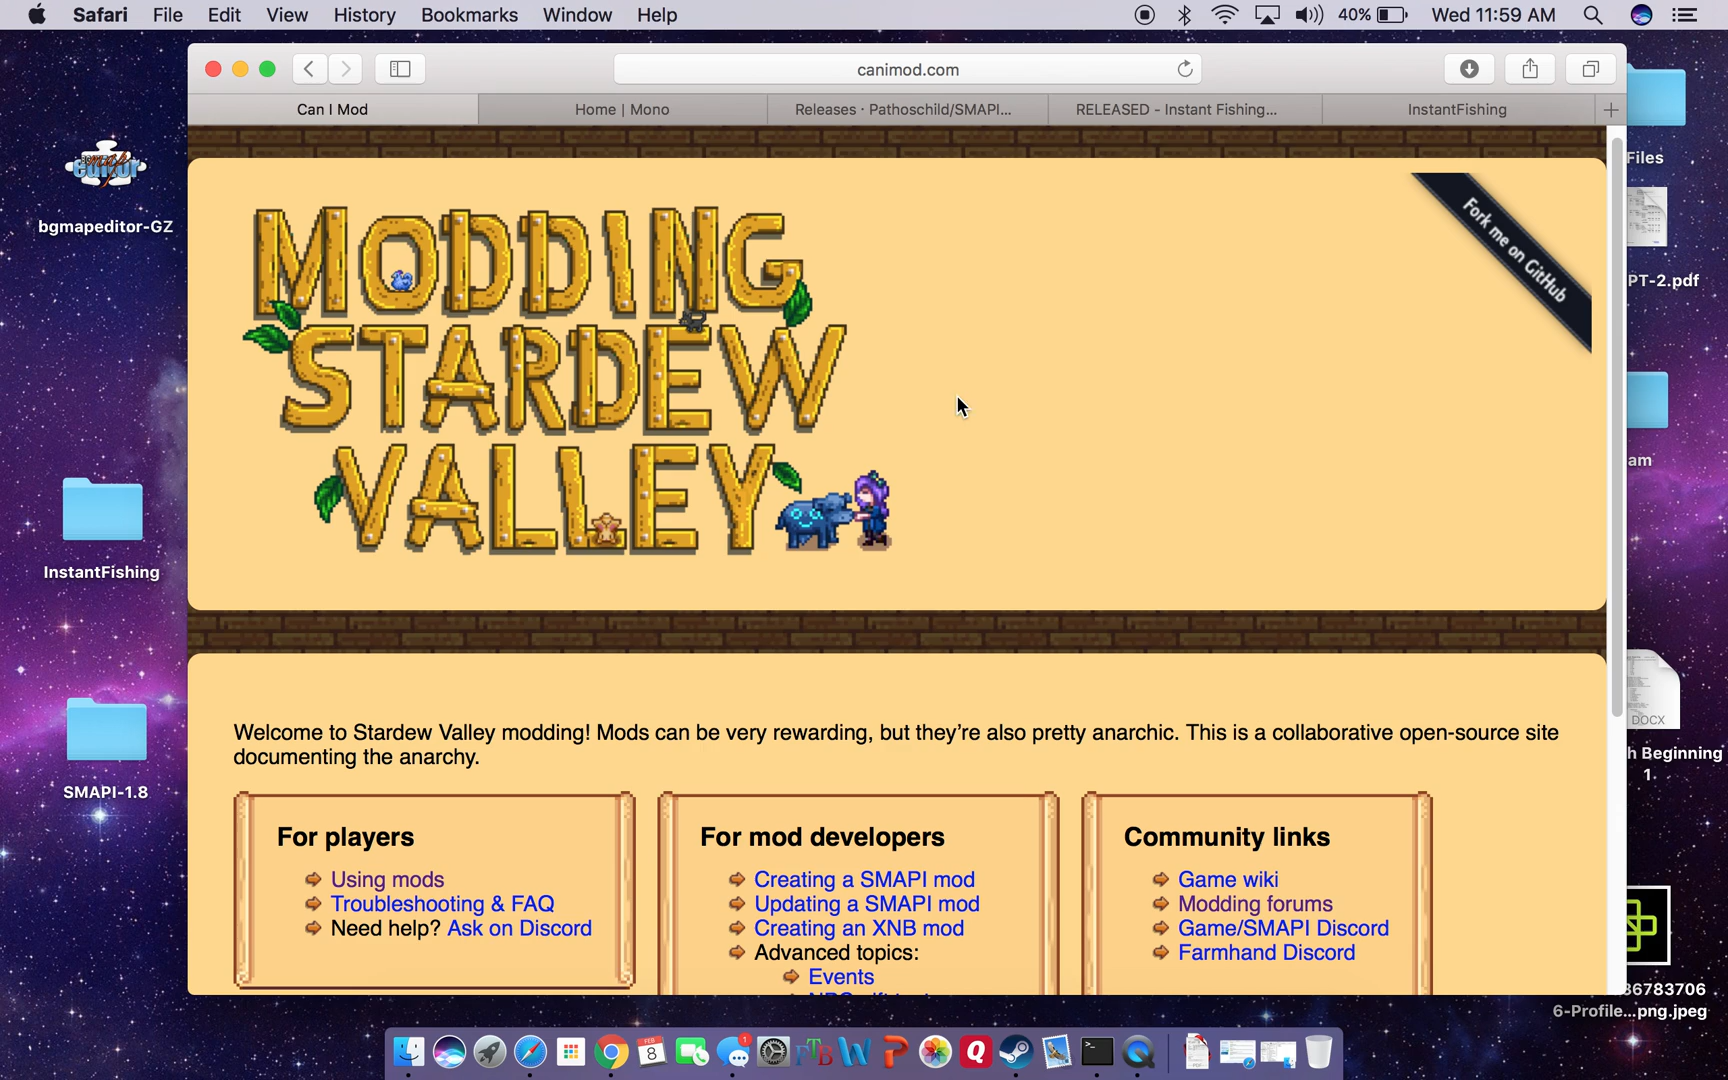 Safari File Edit View History Bookmarks Window Help 40% Wed 11:59 AM
canimod.com
Can I Mod Home | Mono Releases · Pathoschild/SMAPI... RELEASED - Instant Fishing... InstantFishing
MODDING
STARDEW
VALLEY
Fork me on GitHub
Welcome to Stardew Valley modding! Mods can be very rewarding, but they're also pretty anarchic. This is a collaborative open-source site
documenting the anarchy.
For players
Using mods
Troubleshooting & FAQ
Need help? Ask on Discord
For mod developers
Creating a SMAPI mod
Updating a SMAPI mod
Creating an XNB mod
Advanced topics:
Events
Community links
Game wiki
Modding forums
Game/SMAPI Discord
Farmhand Discord
bgmapeditor-GZ
InstantFishing
SMAPI-1.8
Files
PT-2.pdf
am
DOCX
h Beginning
1
36783706
6-Profile...png.jpeg
FEB
8
1
FTB